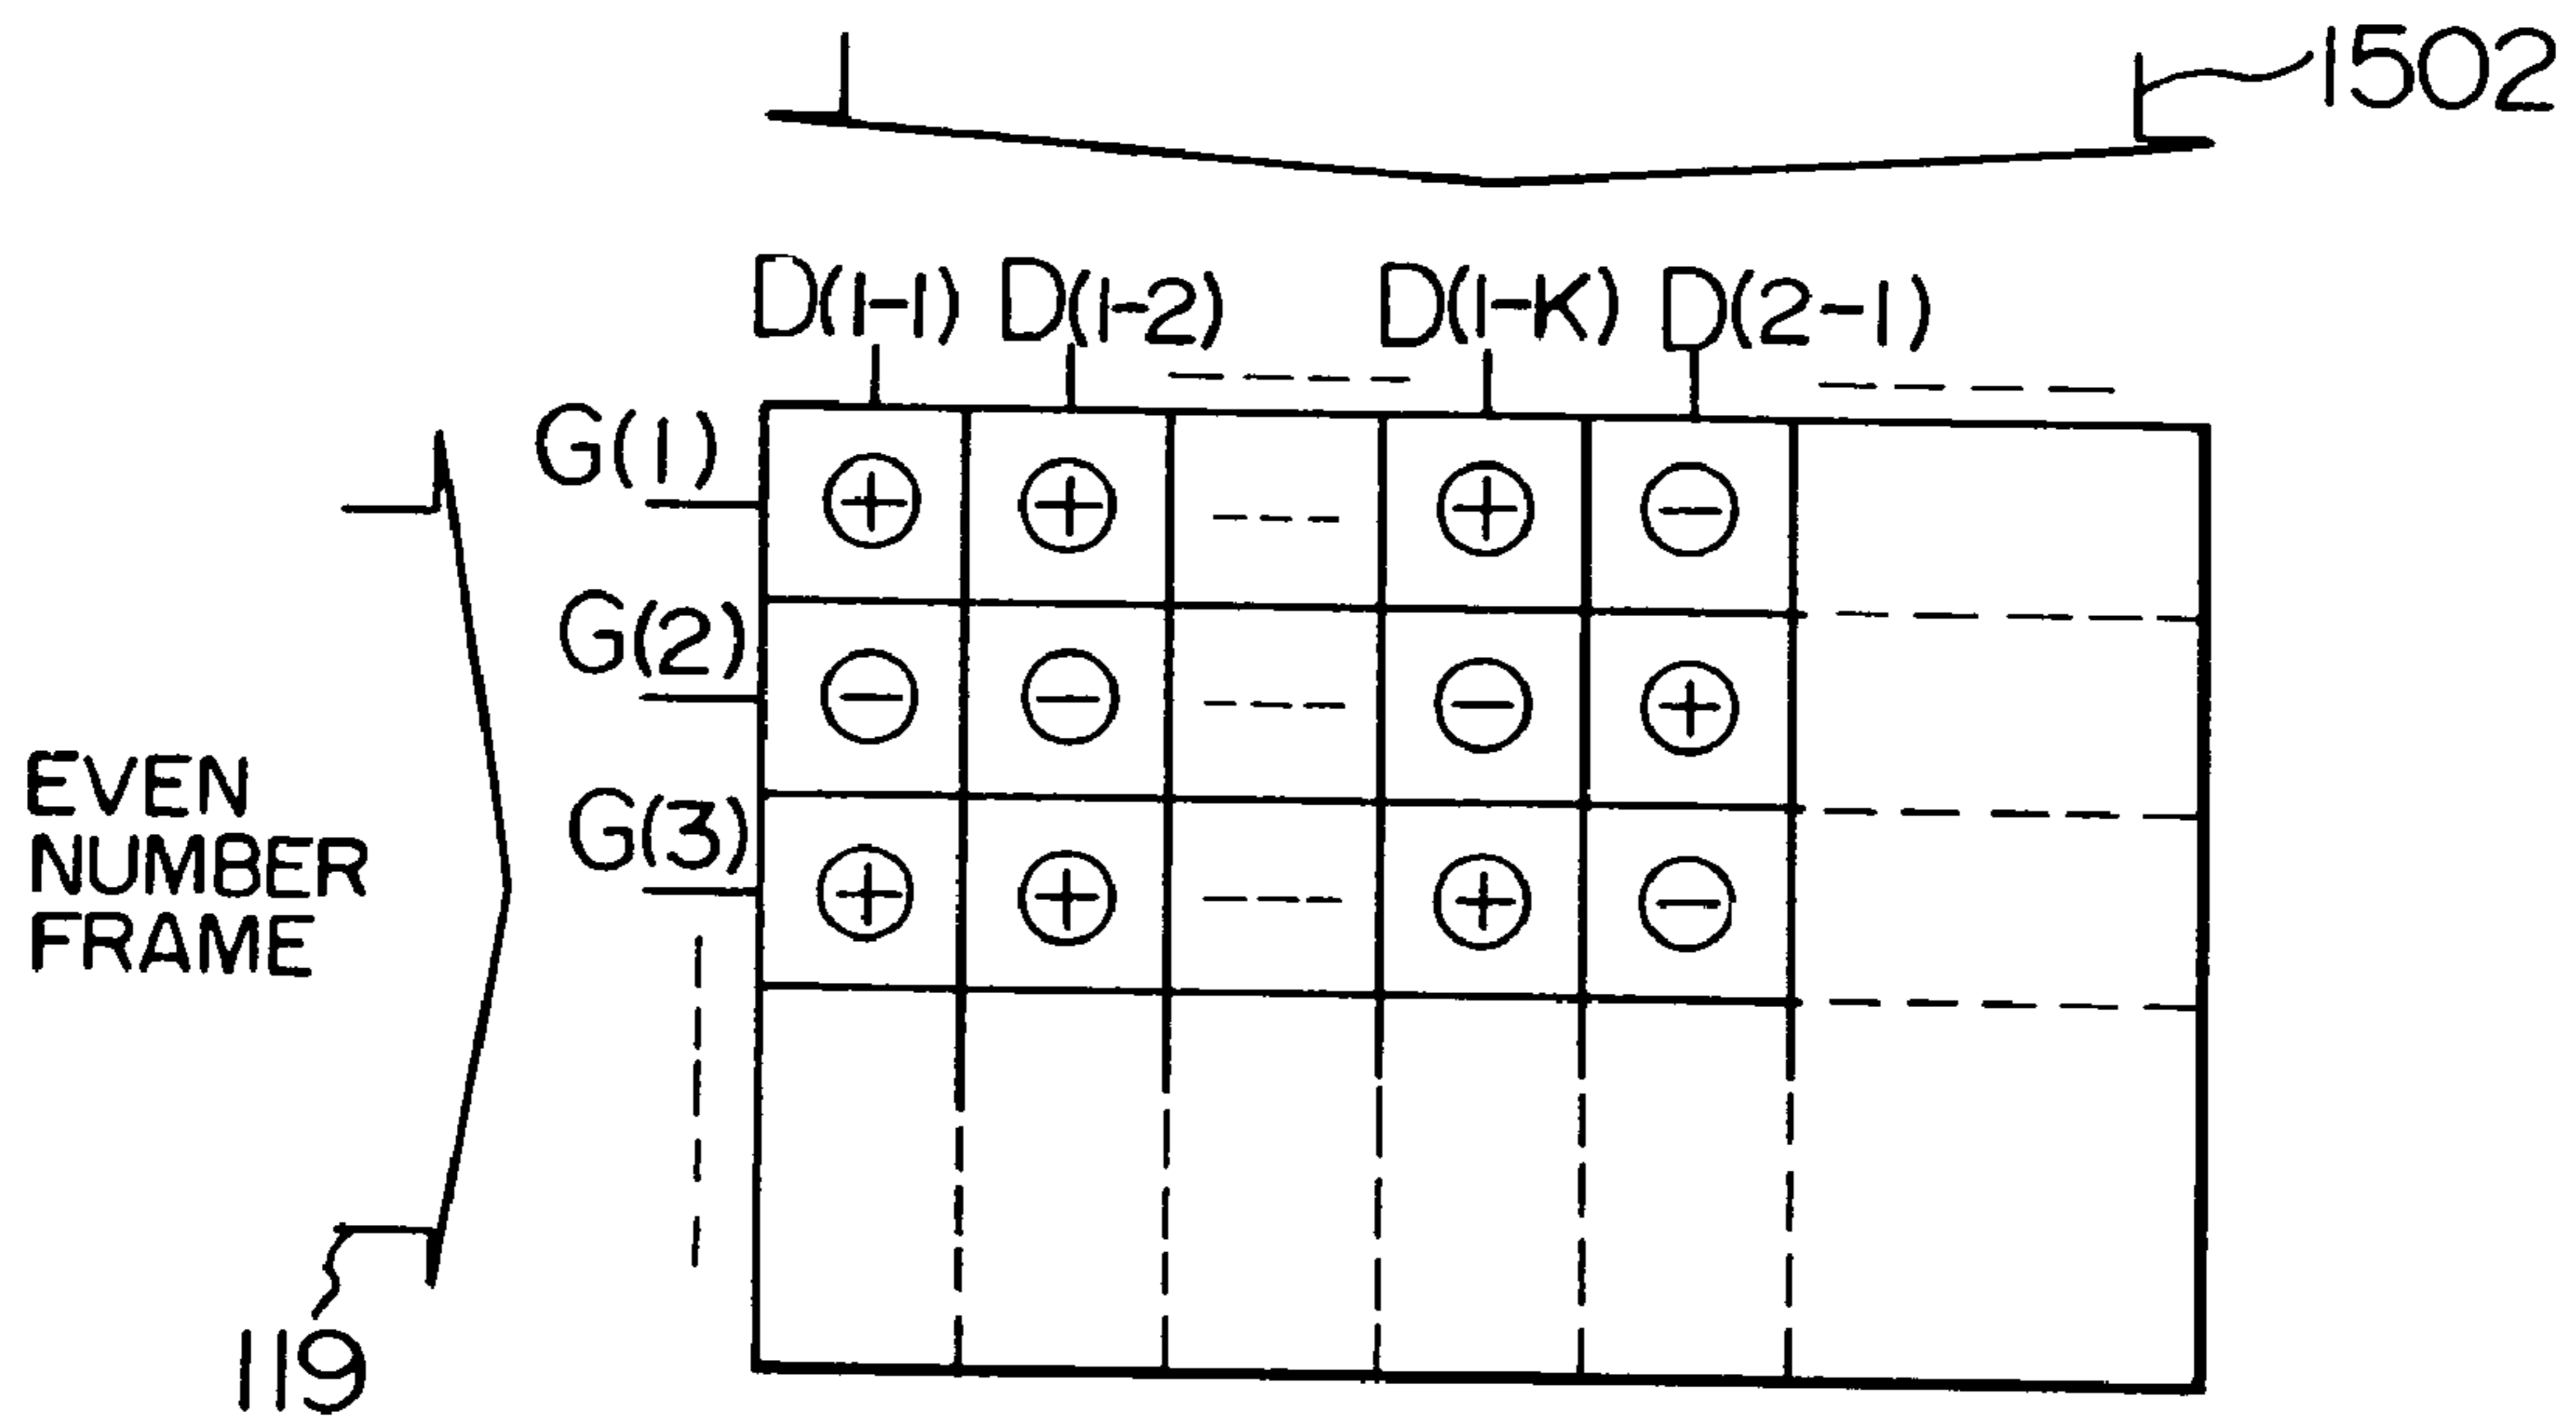 1502
D(1-1) D(1-2) D(1-K) D(2-1)
G(1) + + + -
G(2) - - - +
G(3) + + + -
EVEN
NUMBER
FRAME
119